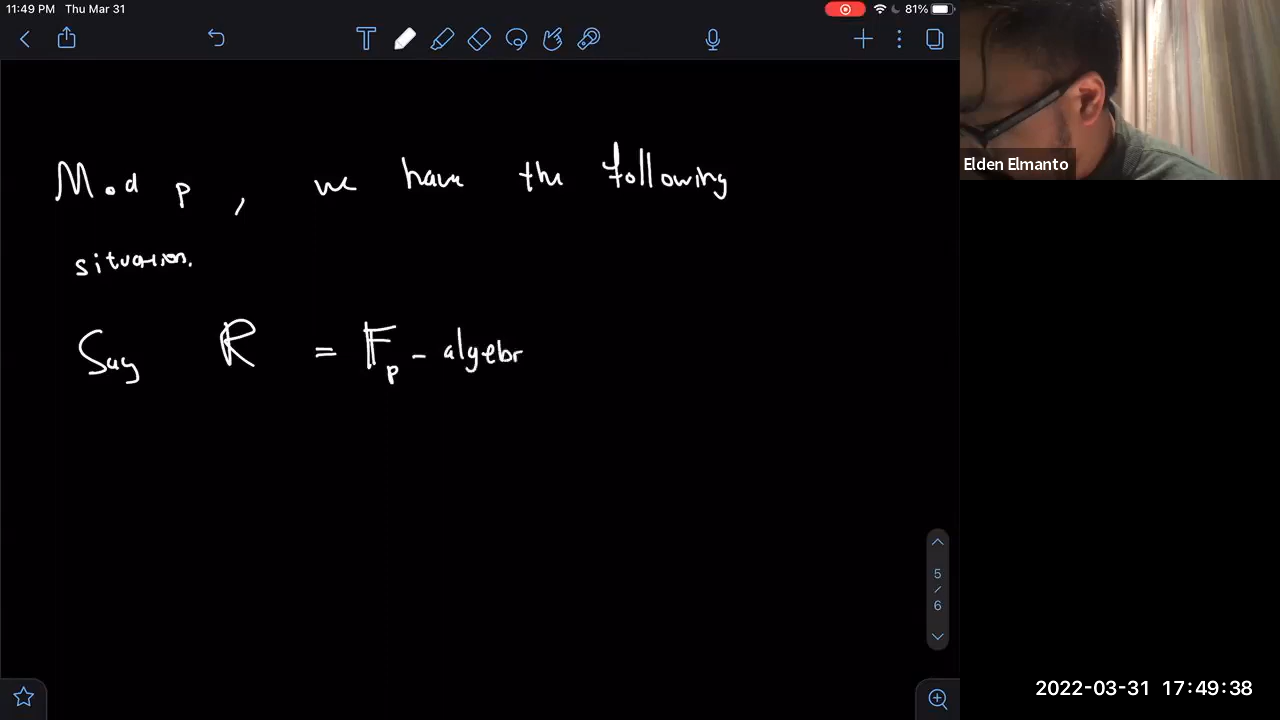 11:49 PM Thu Mar 31
81%
T
Elden Elmanto
Mod p, we have the following
situation.
Say R = 𝔽_p - algebr
5
/
6
2022-03-31 17:49:38